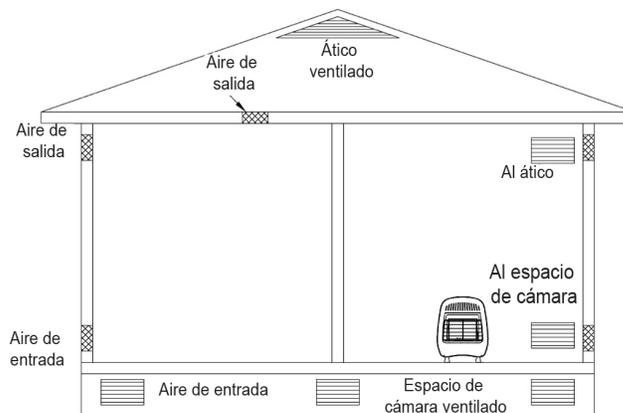 Ático
ventilado
Aire de
salida
Aire de
salida
Al ático
Al espacio
de cámara
Aire de
entrada
Aire de entrada
Espacio de
cámara ventilado